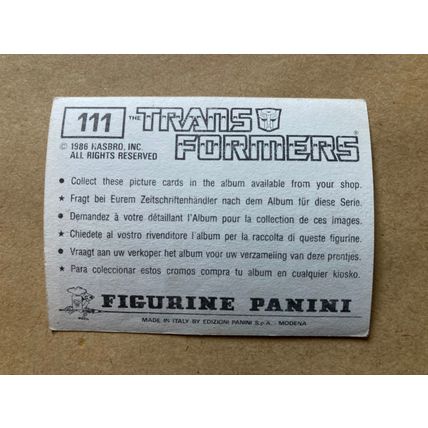 111
THE TRANSFORMERS
© 1986 HASBRO, INC.
ALL RIGHTS RESERVED
● Collect these picture cards in the album available from your shop.
★ Fragt bei Eurem Zeitschriftenhändler nach dem Album für diese Serie.
● Demandez à votre détaillant l'Album pour la collection de ces images.
★ Chiedete al vostro rivenditore l'album per la raccolta di queste figurine.
● Vraagt aan uw verkoper het album voor uw verzameling van deze prentjes.
★ Para coleccionar estos cromos compra tu album en cualquier kiosko.
FIGURINE PANINI
MADE IN ITALY BY EDIZIONI PANINI S.p.A. - MODENA